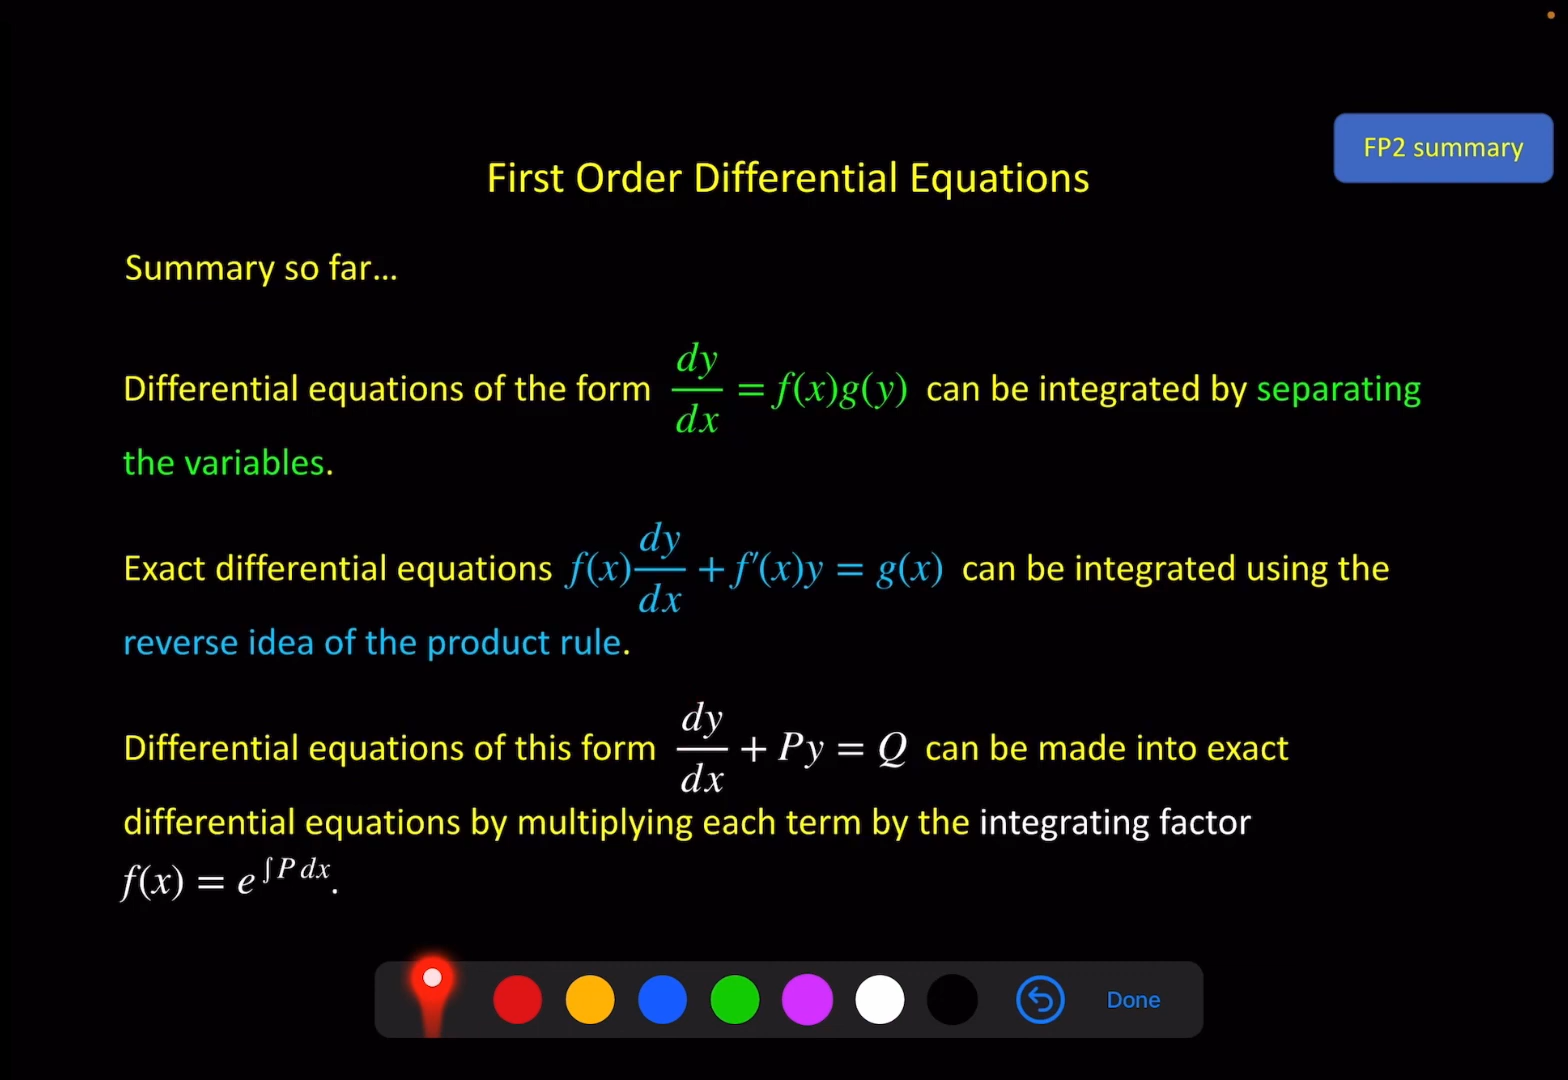 FP2 summary
First Order Differential Equations
Summary so far...
Differential equations of the form dy/dx = f(x)g(y) can be integrated by separating
the variables.
Exact differential equations f(x) dy/dx + f′(x)y = g(x) can be integrated using the
reverse idea of the product rule.
Differential equations of this form dy/dx + Py = Q can be made into exact
differential equations by multiplying each term by the integrating factor
f(x) = e^{∫P dx}.
Done